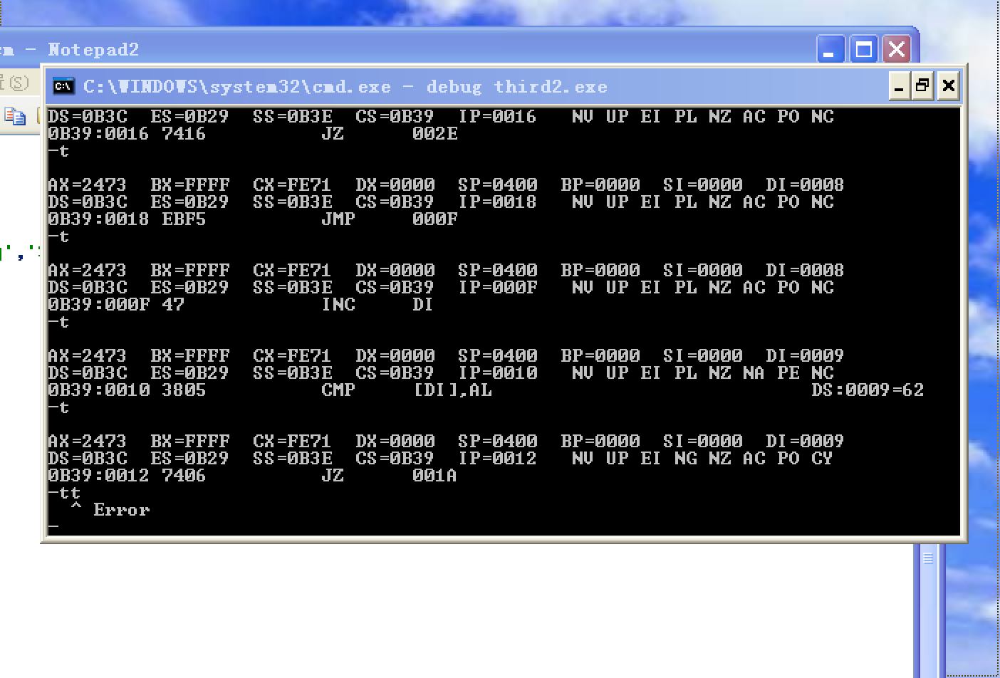 m - Notepad2
(S)
C:\WINDOWS\system32\cmd.exe - debug third2.exe
DS=0B3C ES=0B29 SS=0B3E CS=0B39 IP=0016 NV UP EI PL NZ AC PO NC
0B39:0016 7416 JZ 002E
-t
AX=2473 BX=FFFF CX=FE71 DX=0000 SP=0400 BP=0000 SI=0000 DI=0008
DS=0B3C ES=0B29 SS=0B3E CS=0B39 IP=0018 NV UP EI PL NZ AC PO NC
0B39:0018 EBF5 JMP 000F
-t
AX=2473 BX=FFFF CX=FE71 DX=0000 SP=0400 BP=0000 SI=0000 DI=0008
DS=0B3C ES=0B29 SS=0B3E CS=0B39 IP=000F NV UP EI PL NZ AC PO NC
0B39:000F 47 INC DI
-t
AX=2473 BX=FFFF CX=FE71 DX=0000 SP=0400 BP=0000 SI=0000 DI=0009
DS=0B3C ES=0B29 SS=0B3E CS=0B39 IP=0010 NV UP EI PL NZ NA PE NC
0B39:0010 3805 CMP [DI],AL DS:0009=62
-t
AX=2473 BX=FFFF CX=FE71 DX=0000 SP=0400 BP=0000 SI=0000 DI=0009
DS=0B3C ES=0B29 SS=0B3E CS=0B39 IP=0012 NV UP EI NG NZ AC PO CY
0B39:0012 7406 JZ 001A
-tt
^ Error
-